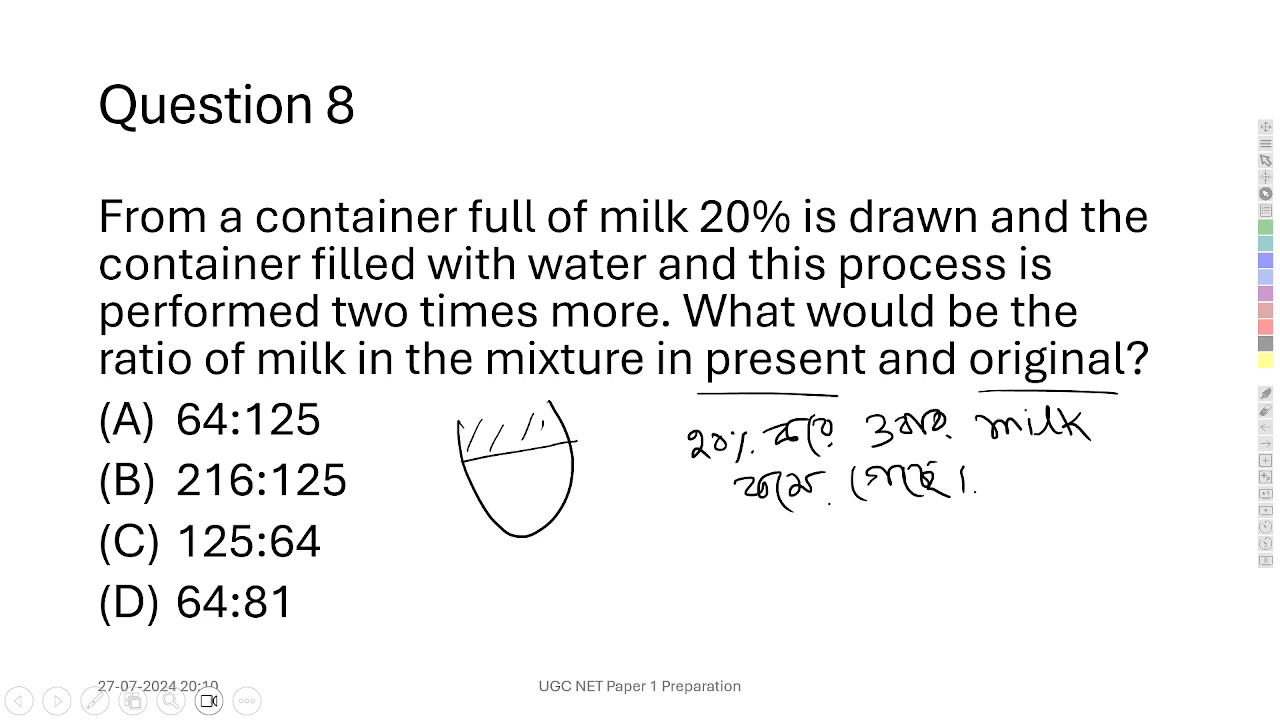 Question 8
From a container full of milk 20% is drawn and the
container filled with water and this process is
performed two times more. What would be the
ratio of milk in the mixture in present and original?
(A) 64:125
(B) 216:125
(C) 125:64
(D) 64:81
20% করে 3বার milk
27-07-2024 20:10
UGC NET Paper 1 Preparation